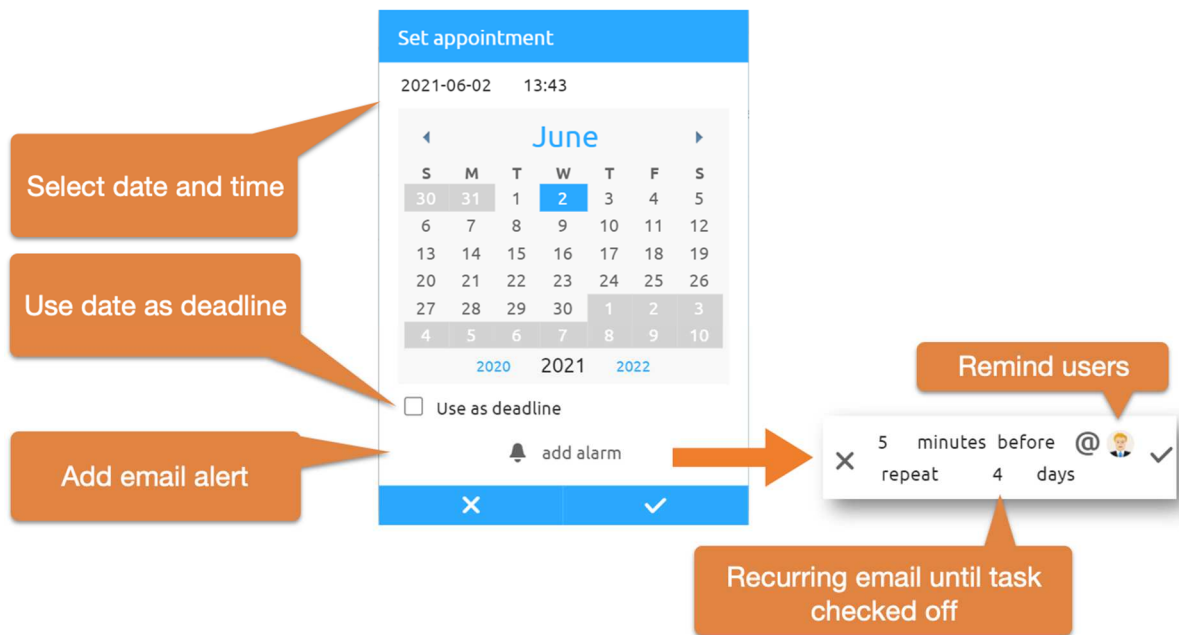 Set appointment
2021-06-02 13:43
Select date and time
June
S M T W T F S
30 31 1 2 3 4 5
6 7 8 9 10 11 12
13 14 15 16 17 18 19
20 21 22 23 24 25 26
27 28 29 30 1 2 3
4 5 6 7 8 9 10
2020 2021 2022
Use date as deadline
Use as deadline
Add email alert
add alarm
Remind users
5 minutes before @
repeat 4 days
Recurring email until task
checked off